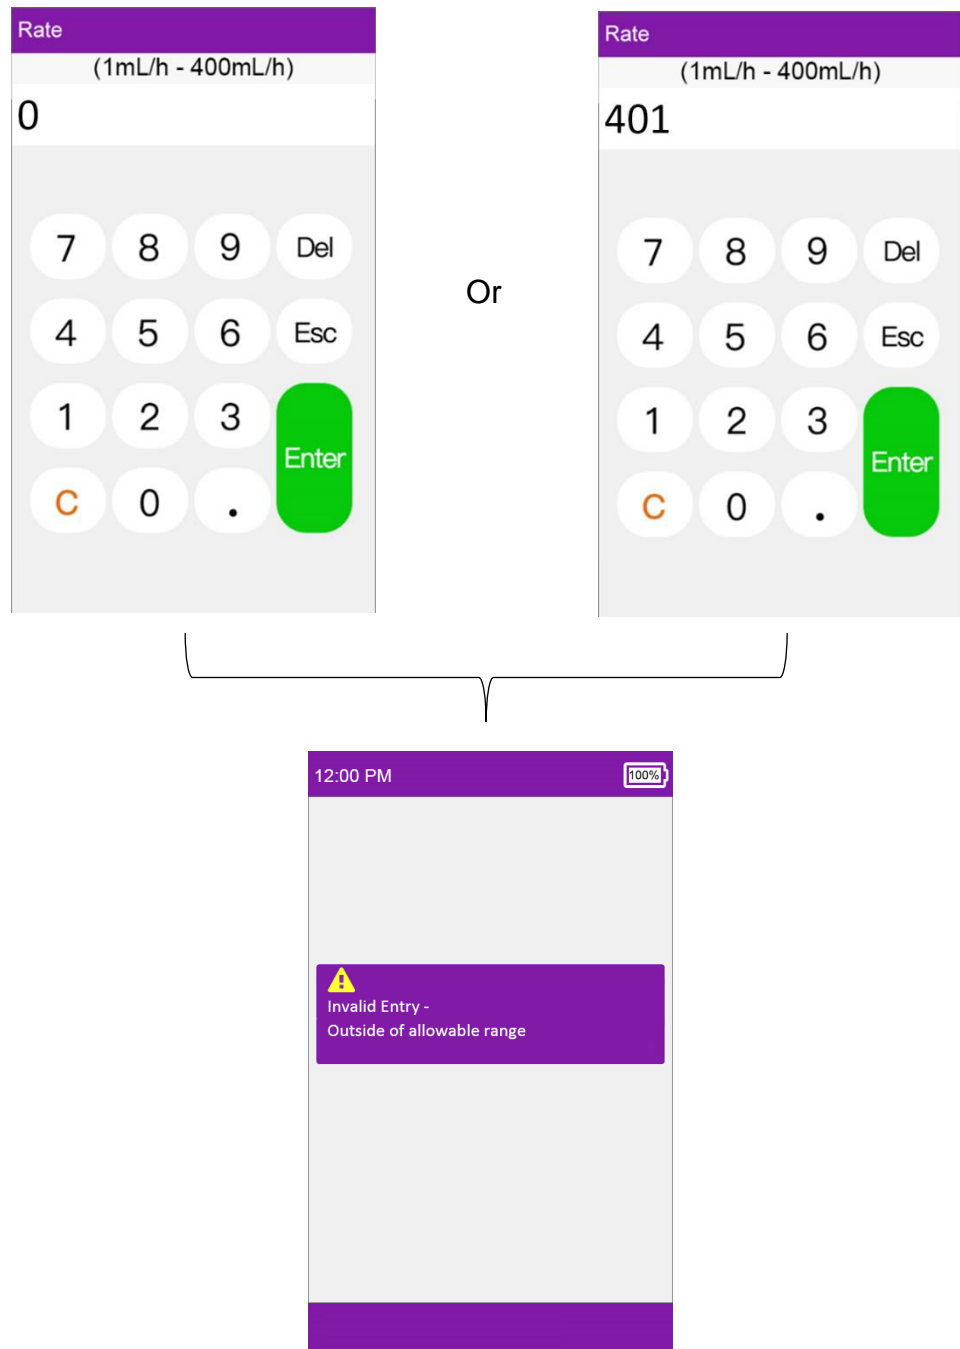 Rate
(1mL/h - 400mL/h)
0
7 8 9 Del
4 5 6 Esc
1 2 3
Enter
C 0 .
Or
Rate
(1mL/h - 400mL/h)
401
7 8 9 Del
4 5 6 Esc
1 2 3
Enter
C 0 .
12:00 PM 100%
Invalid Entry -
Outside of allowable range